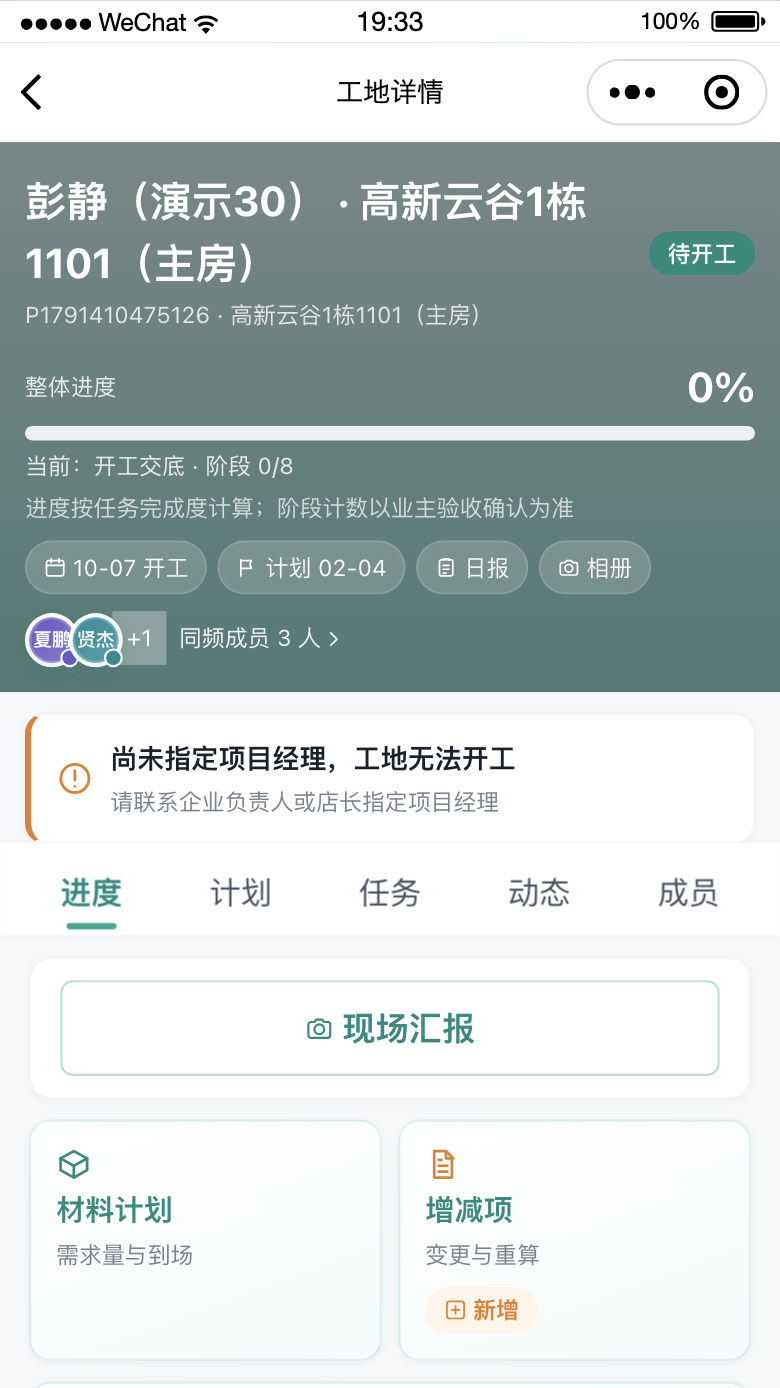 WeChat 19:33 100%
工地详情
彭静（演示30） · 高新云谷1栋
1101（主房）
待开工
P1791410475126 · 高新云谷1栋1101（主房）
整体进度 0%
当前：开工交底 · 阶段 0/8
进度按任务完成度计算；阶段计数以业主验收确认为准
10-07 开工 计划 02-04 日报 相册
夏鹏 贤杰 +1 同频成员 3 人
尚未指定项目经理，工地无法开工
请联系企业负责人或店长指定项目经理
进度 计划 任务 动态 成员
现场汇报
材料计划 增减项
需求量与到场 变更与重算
新增